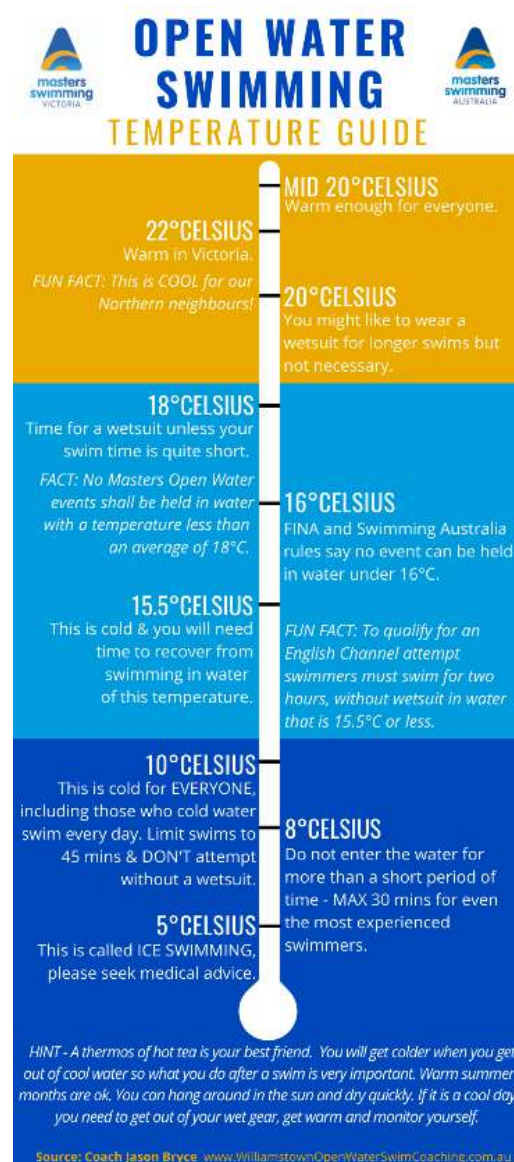 OPEN WATER
SWIMMING
TEMPERATURE GUIDE
masters
swimming
VICTORIA
masters
swimming
AUSTRALIA
MID 20°CELSIUS
Warm enough for everyone.
22°CELSIUS
Warm in Victoria.
FUN FACT: This is COOL for our
Northern neighbours!
20°CELSIUS
You might like to wear a
wetsuit for longer swims but
not necessary.
18°CELSIUS
Time for a wetsuit unless your
swim time is quite short.
FACT: No Masters Open Water
events shall be held in water
with a temperature less than
an average of 18°C.
16°CELSIUS
FINA and Swimming Australia
rules say no event can be held
in water under 16°C.
15.5°CELSIUS
This is cold & you will need
time to recover from
swimming in water
of this temperature.
FUN FACT: To qualify for an
English Channel attempt
swimmers must swim for two
hours, without wetsuit in water
that is 15.5°C or less.
10°CELSIUS
This is cold for EVERYONE,
including those who cold water
swim every day. Limit swims to
45 mins & DON'T attempt
without a wetsuit.
8°CELSIUS
Do not enter the water for
more than a short period of
time - MAX 30 mins for even
the most experienced
swimmers.
5°CELSIUS
This is called ICE SWIMMING,
please seek medical advice.
HINT - A thermos of hot tea is your best friend. You will get colder when you get
out of cool water so what you do after a swim is very important. Warm summer
months are ok. You can hang around in the sun and dry quickly. If it is a cool day
you need to get out of your wet gear, get warm and monitor yourself.
Source: Coach Jason Bryce www.WilliamstownOpenWaterSwimCoaching.com.au